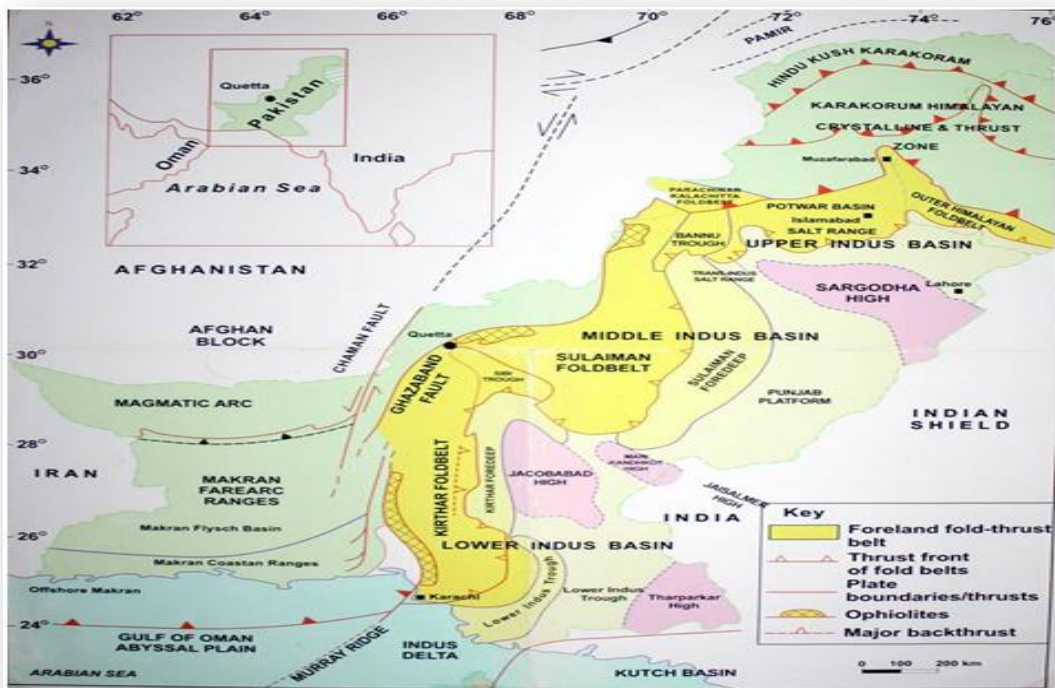 62° 64° 66° 68° 70° 72° 74° 76°
36°
34°
32°
30°
28°
26°
24°
N
Quetta
Pakistan
Oman
India
Arabian Sea
PAMIR
HINDU KUSH KARAKORAM
KARAKORUM HIMALAYAN
CRYSTALLINE & THRUST
ZONE
Muzafarabad
PARACHINAR
KALACHITTA
FOLDBELT
POTWAR BASIN
Islamabad
SALT RANGE
OUTER HIMALAYAN
FOLDBELT
BANNU
TROUGH
UPPER INDUS BASIN
TRANS-INDUS
SALT RANGE
SARGODHA
HIGH
Lahore
AFGHANISTAN
AFGHAN
BLOCK
CHAMAN FAULT
Quetta
GHAZABAND
FAULT
SIBI
TROUGH
MIDDLE INDUS BASIN
SULAIMAN
FOLDBELT
SULAIMAN
FOREDEEP
PUNJAB
PLATFORM
INDIAN
SHIELD
MAGMATIC ARC
IRAN
MAKRAN
FAREARC
RANGES
Makran Flysch Basin
Makran Coastan Ranges
KIRTHAR FOLDBELT
KIRTHAR FOREDEEP
JACOBABAD
HIGH
MARI
KANDHKOT
HIGH
JAISALMER
HIGH
INDIA
LOWER INDUS BASIN
Lower Indus Trough
Lower Indus
Trough
Tharparkar
High
Offshore Makran
Karachi
GULF OF OMAN
ABYSSAL PLAIN
MURRAY RIDGE
INDUS
DELTA
ARABIAN SEA
KUTCH BASIN
Key
Foreland fold-thrust
belt
Thrust front
of fold belts
Plate
boundaries/thrusts
Ophiolites
Major backthrust
0 100 200 km